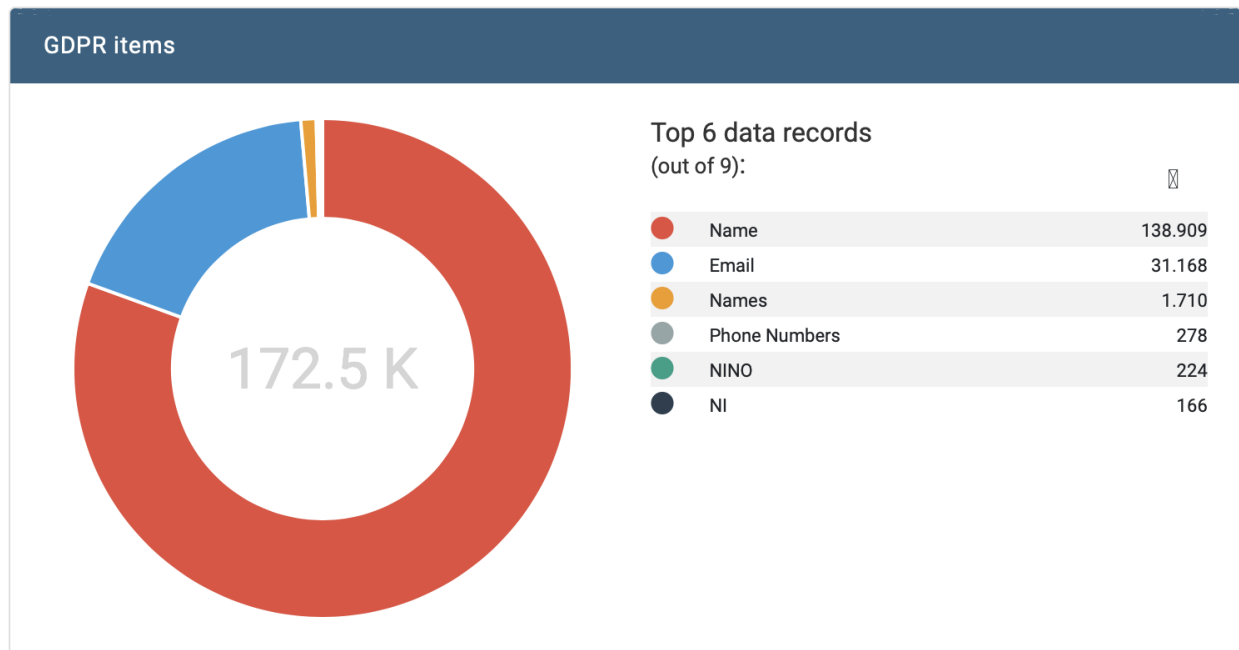 GDPR items
Top 6 data records
(out of 9):
Name 138.909
Email 31.168
Names 1.710
Phone Numbers 278
NINO 224
NI 166
172.5 K